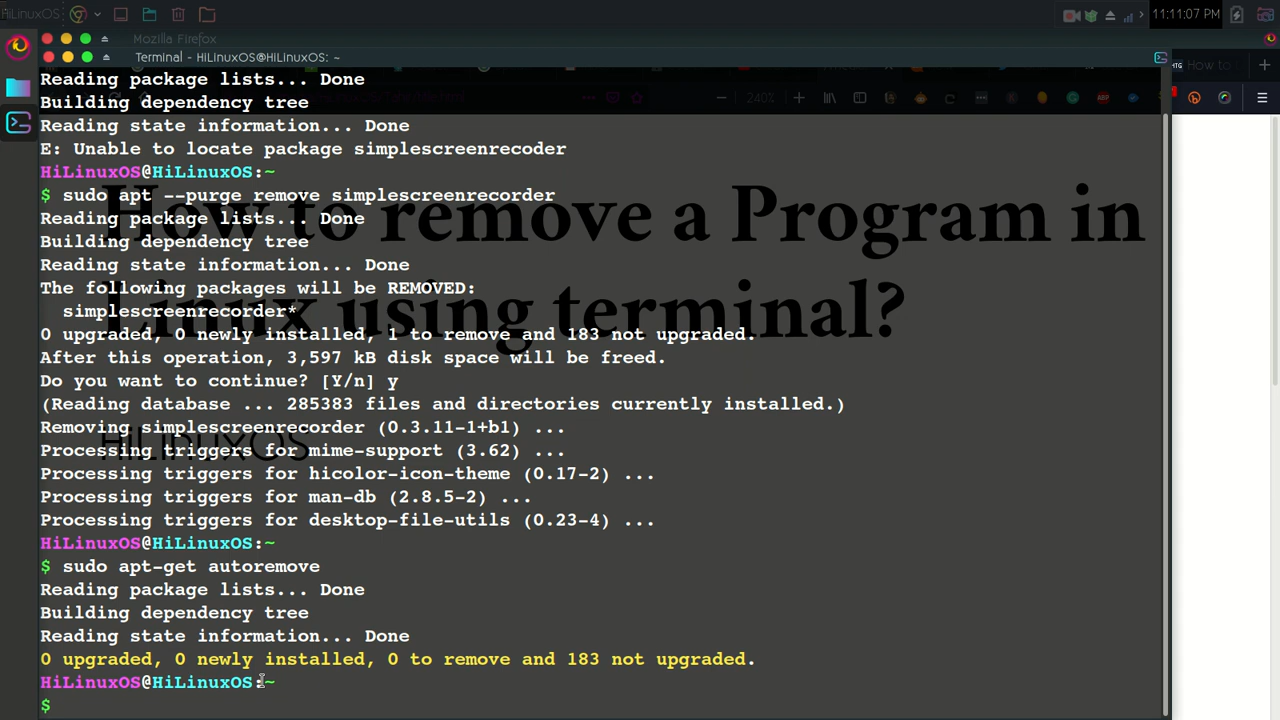 HiLinuxOS
11:11:07 PM
Mozilla Firefox
Terminal - HiLinuxOS@HiLinuxOS: ~
How to
240%
Reading package lists... Done
Building dependency tree
Reading state information... Done
E: Unable to locate package simplescreenrecoder
HiLinuxOS@HiLinuxOS:~
$ sudo apt --purge remove simplescreenrecorder
Reading package lists... Done
Building dependency tree
Reading state information... Done
The following packages will be REMOVED:
simplescreenrecorder*
0 upgraded, 0 newly installed, 1 to remove and 183 not upgraded.
After this operation, 3,597 kB disk space will be freed.
Do you want to continue? [Y/n] y
(Reading database ... 285383 files and directories currently installed.)
Removing simplescreenrecorder (0.3.11-1+b1) ...
Processing triggers for mime-support (3.62) ...
Processing triggers for hicolor-icon-theme (0.17-2) ...
Processing triggers for man-db (2.8.5-2) ...
Processing triggers for desktop-file-utils (0.23-4) ...
HiLinuxOS@HiLinuxOS:~
$ sudo apt-get autoremove
Reading package lists... Done
Building dependency tree
Reading state information... Done
0 upgraded, 0 newly installed, 0 to remove and 183 not upgraded.
HiLinuxOS@HiLinuxOS:~
$
How to remove a Program in
Linux using terminal?
HiLinuxOS